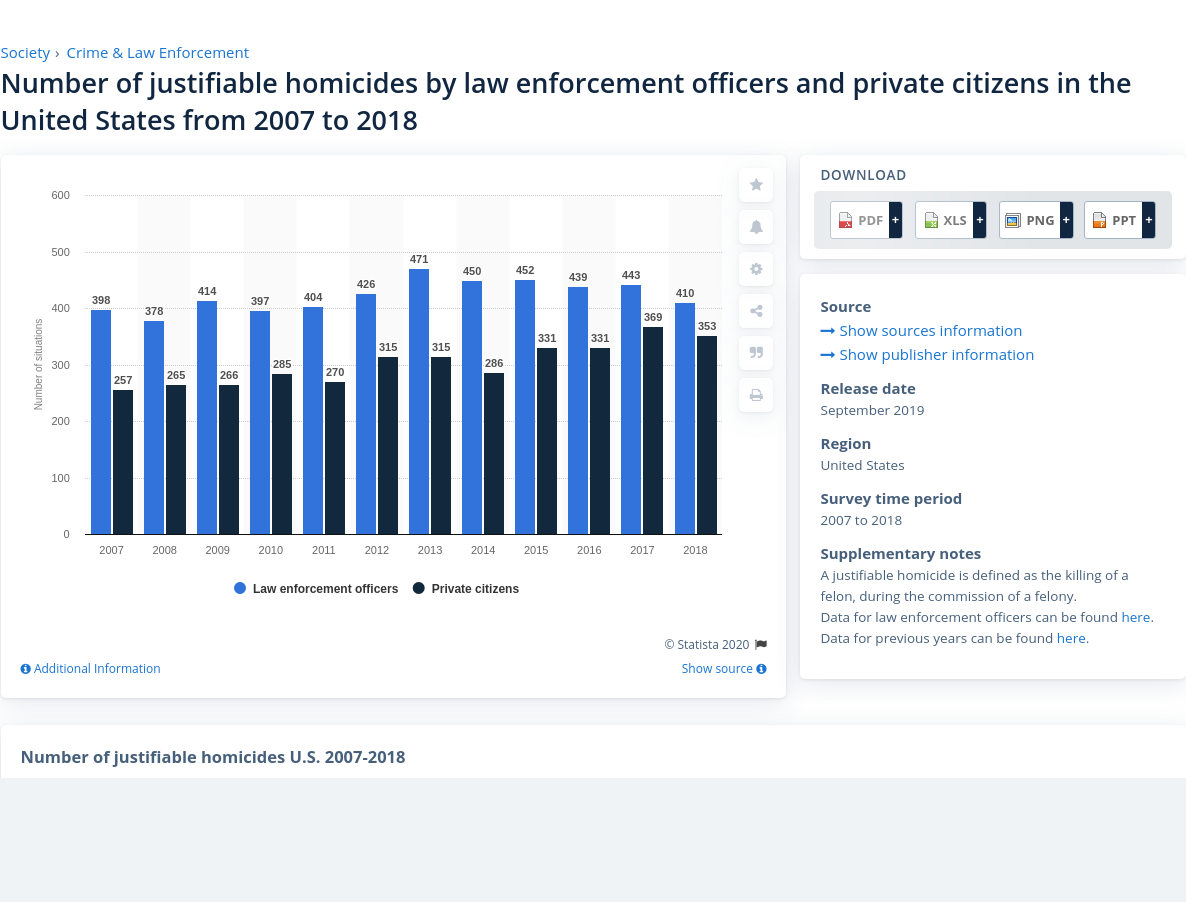 Society › Crime & Law Enforcement
Number of justifiable homicides by law enforcement officers and private citizens in the
United States from 2007 to 2018
600
500
400
300
200
100
0
Number of situations
398
257
378
265
414
266
397
285
404
270
426
315
471
315
450
286
452
331
439
331
443
369
410
353
2007 2008 2009 2010 2011 2012 2013 2014 2015 2016 2017 2018
Law enforcement officers Private citizens
© Statista 2020
Additional Information
Show source
DOWNLOAD
PDF + XLS + PNG + PPT +
Source
Show sources information
Show publisher information
Release date
September 2019
Region
United States
Survey time period
2007 to 2018
Supplementary notes
A justifiable homicide is defined as the killing of a
felon, during the commission of a felony.
Data for law enforcement officers can be found here.
Data for previous years can be found here.
Number of justifiable homicides U.S. 2007-2018